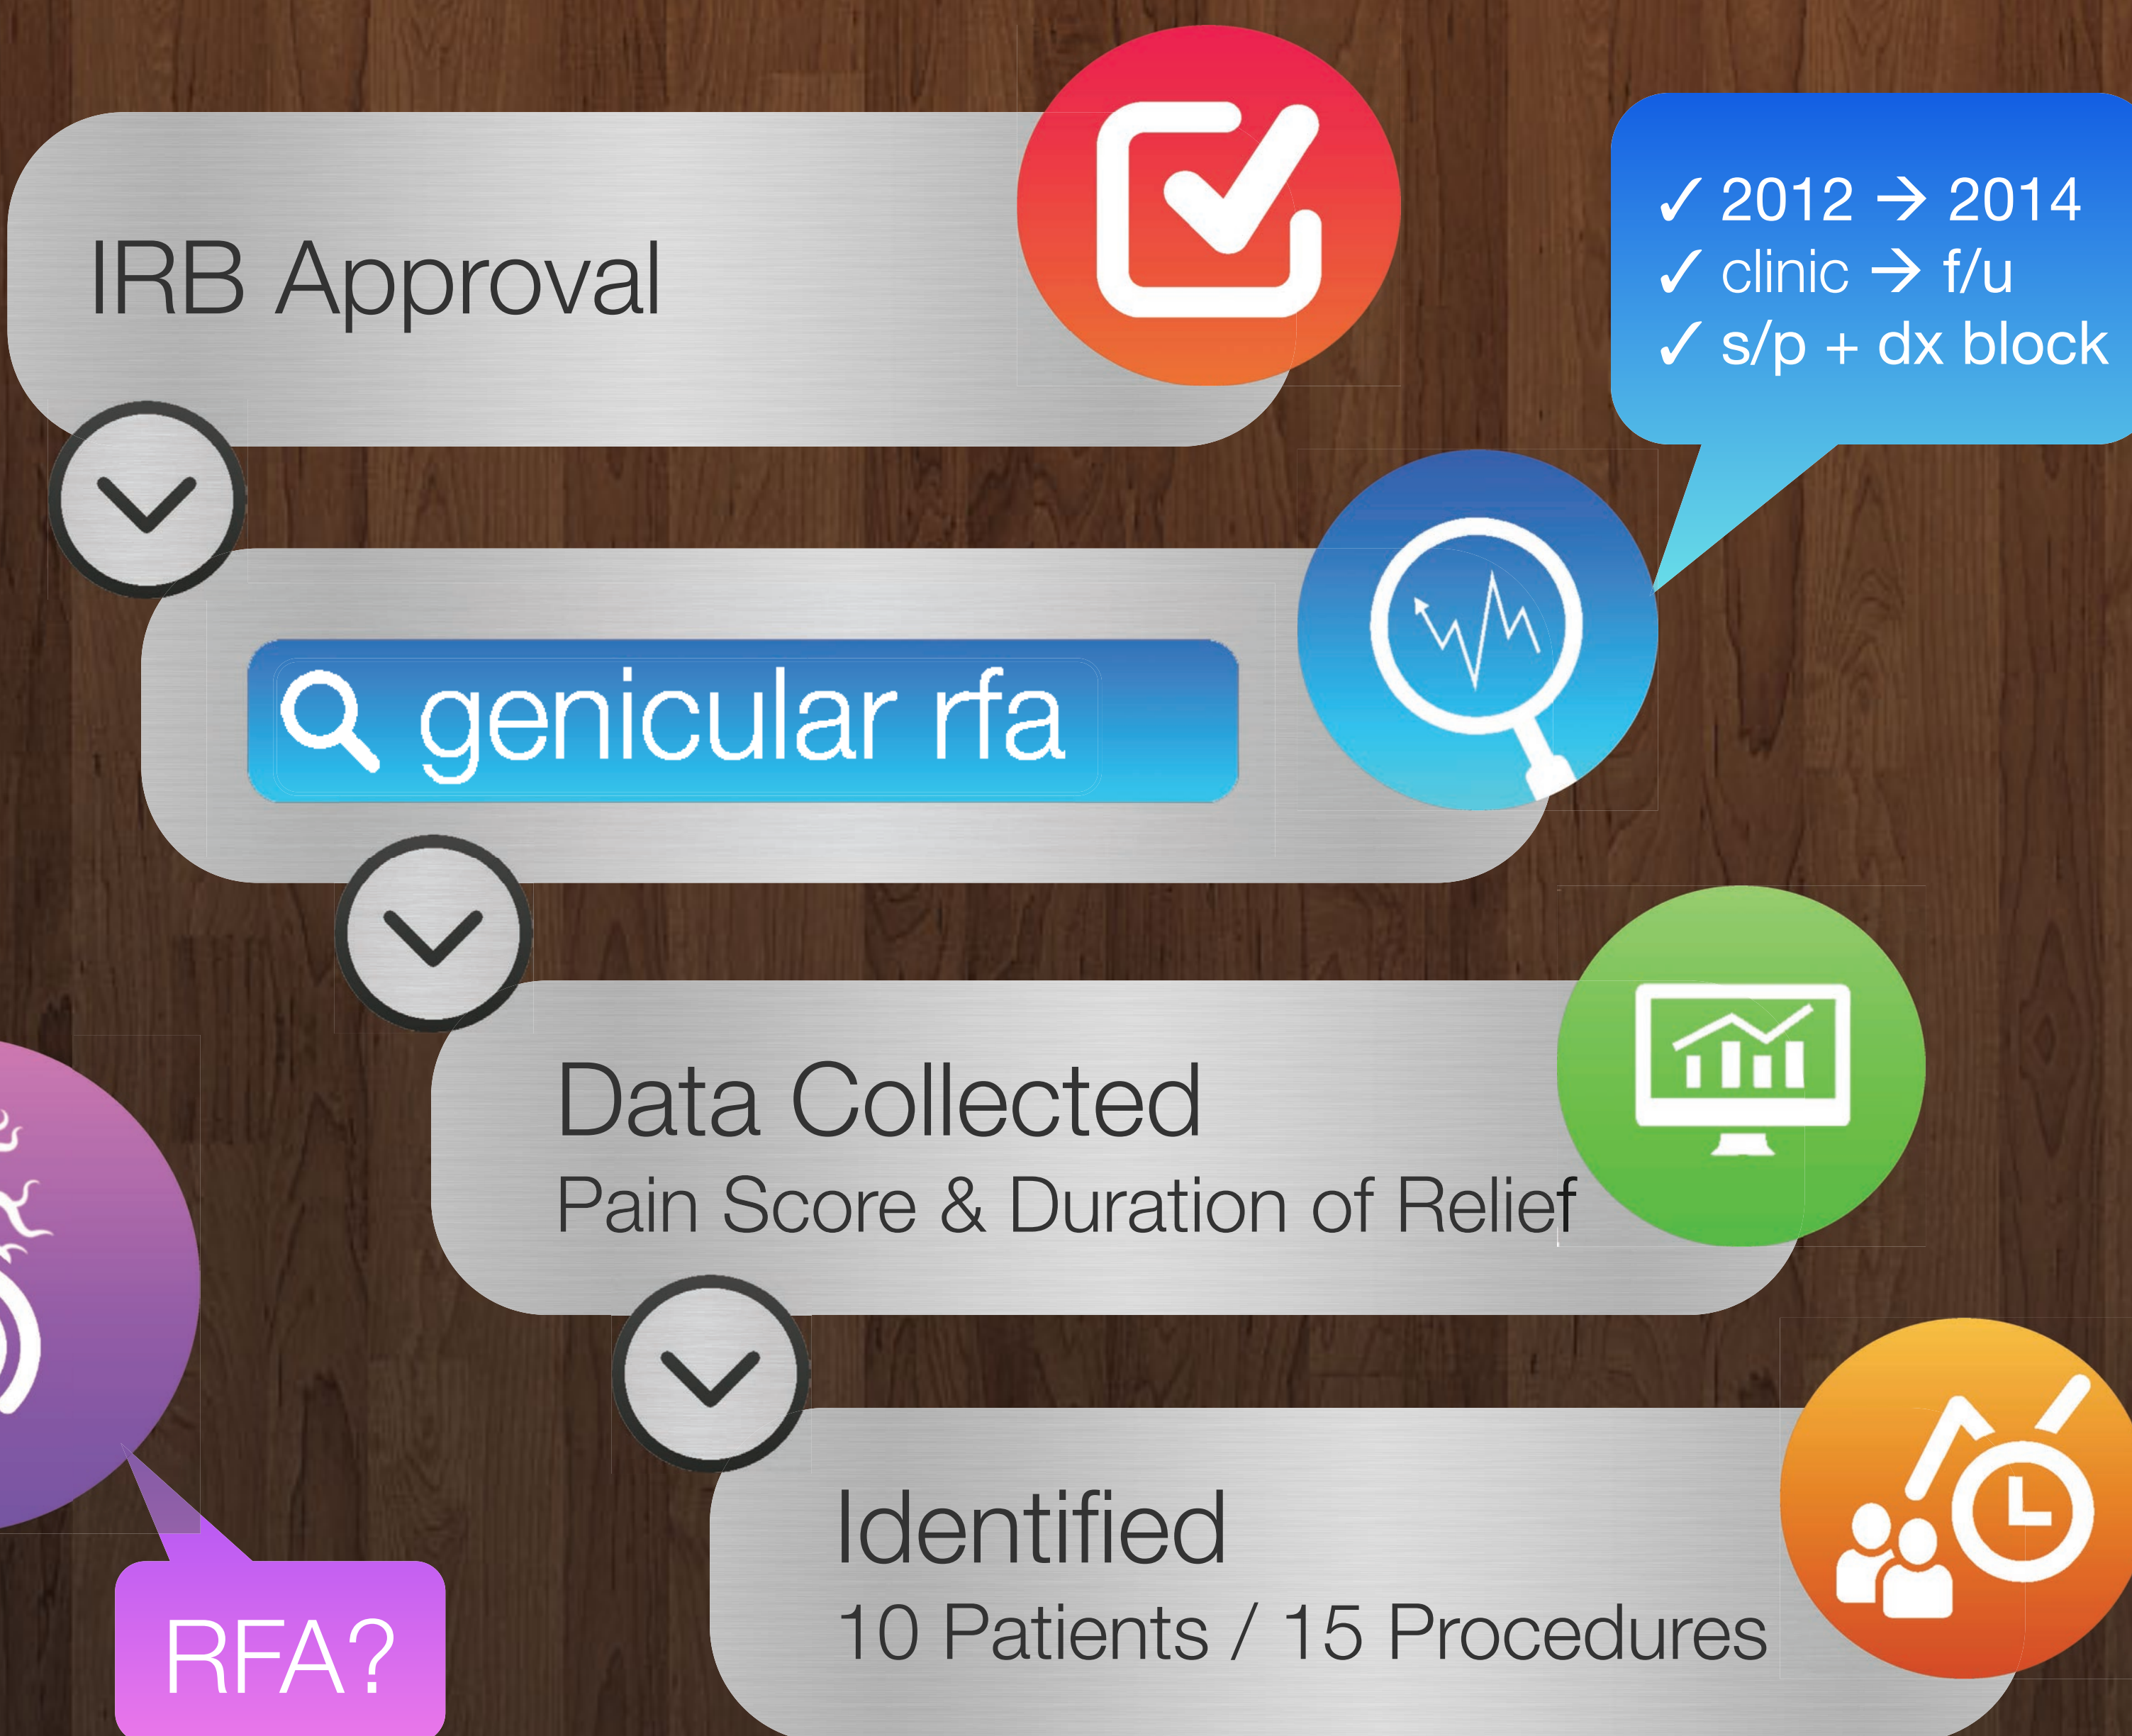 IRB Approval
✓ 2012 → 2014
✓ clinic → f/u
✓ s/p + dx block
genicular rfa
Data Collected
Pain Score & Duration of Relief
Identified
10 Patients / 15 Procedures
RFA?